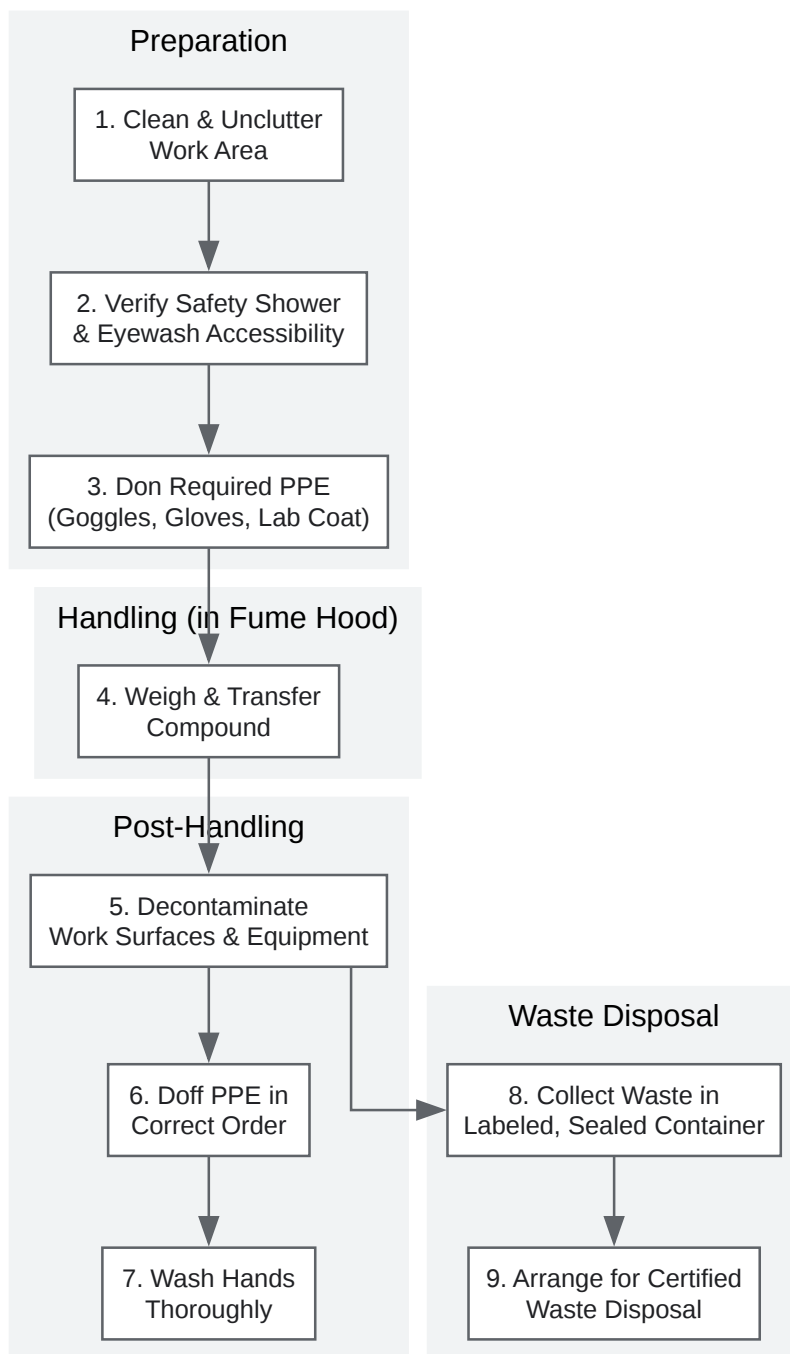 Preparation
1. Clean & Unclutter
Work Area
2. Verify Safety Shower
& Eyewash Accessibility
3. Don Required PPE
(Goggles, Gloves, Lab Coat)
Handling (in Fume Hood)
4. Weigh & Transfer
Compound
Post-Handling
5. Decontaminate
Work Surfaces & Equipment
6. Doff PPE in
Correct Order
7. Wash Hands
Thoroughly
Waste Disposal
8. Collect Waste in
Labeled, Sealed Container
9. Arrange for Certified
Waste Disposal